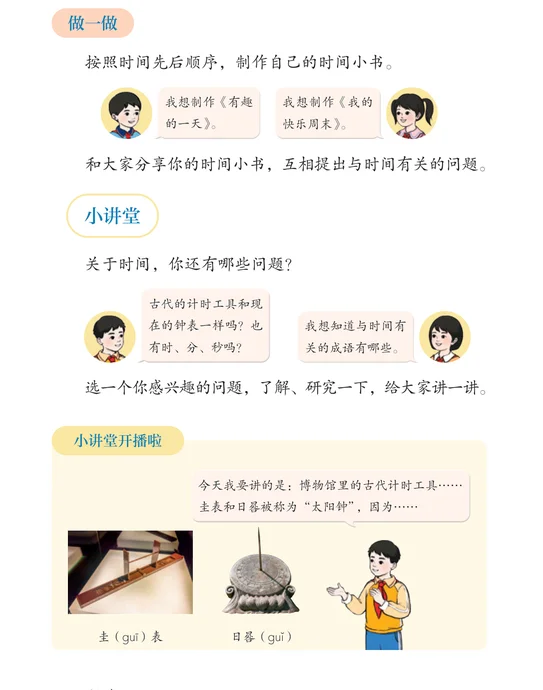 做一做
按照时间先后顺序，制作自己的时间小书。
我想制作《有趣
的一天》。
我想制作《我的
快乐周末》。
和大家分享你的时间小书，互相提出与时间有关的问题。
小讲堂
关于时间，你还有哪些问题？
古代的计时工具和现
在的钟表一样吗？也
有时、分、秒吗？
我想知道与时间有
关的成语有哪些。
选一个你感兴趣的问题，了解、研究一下，给大家讲一讲。
小讲堂开播啦
今天我要讲的是：博物馆里的古代计时工具……
圭表和日晷被称为“太阳钟”，因为……
圭（guī）表
日晷（guǐ）